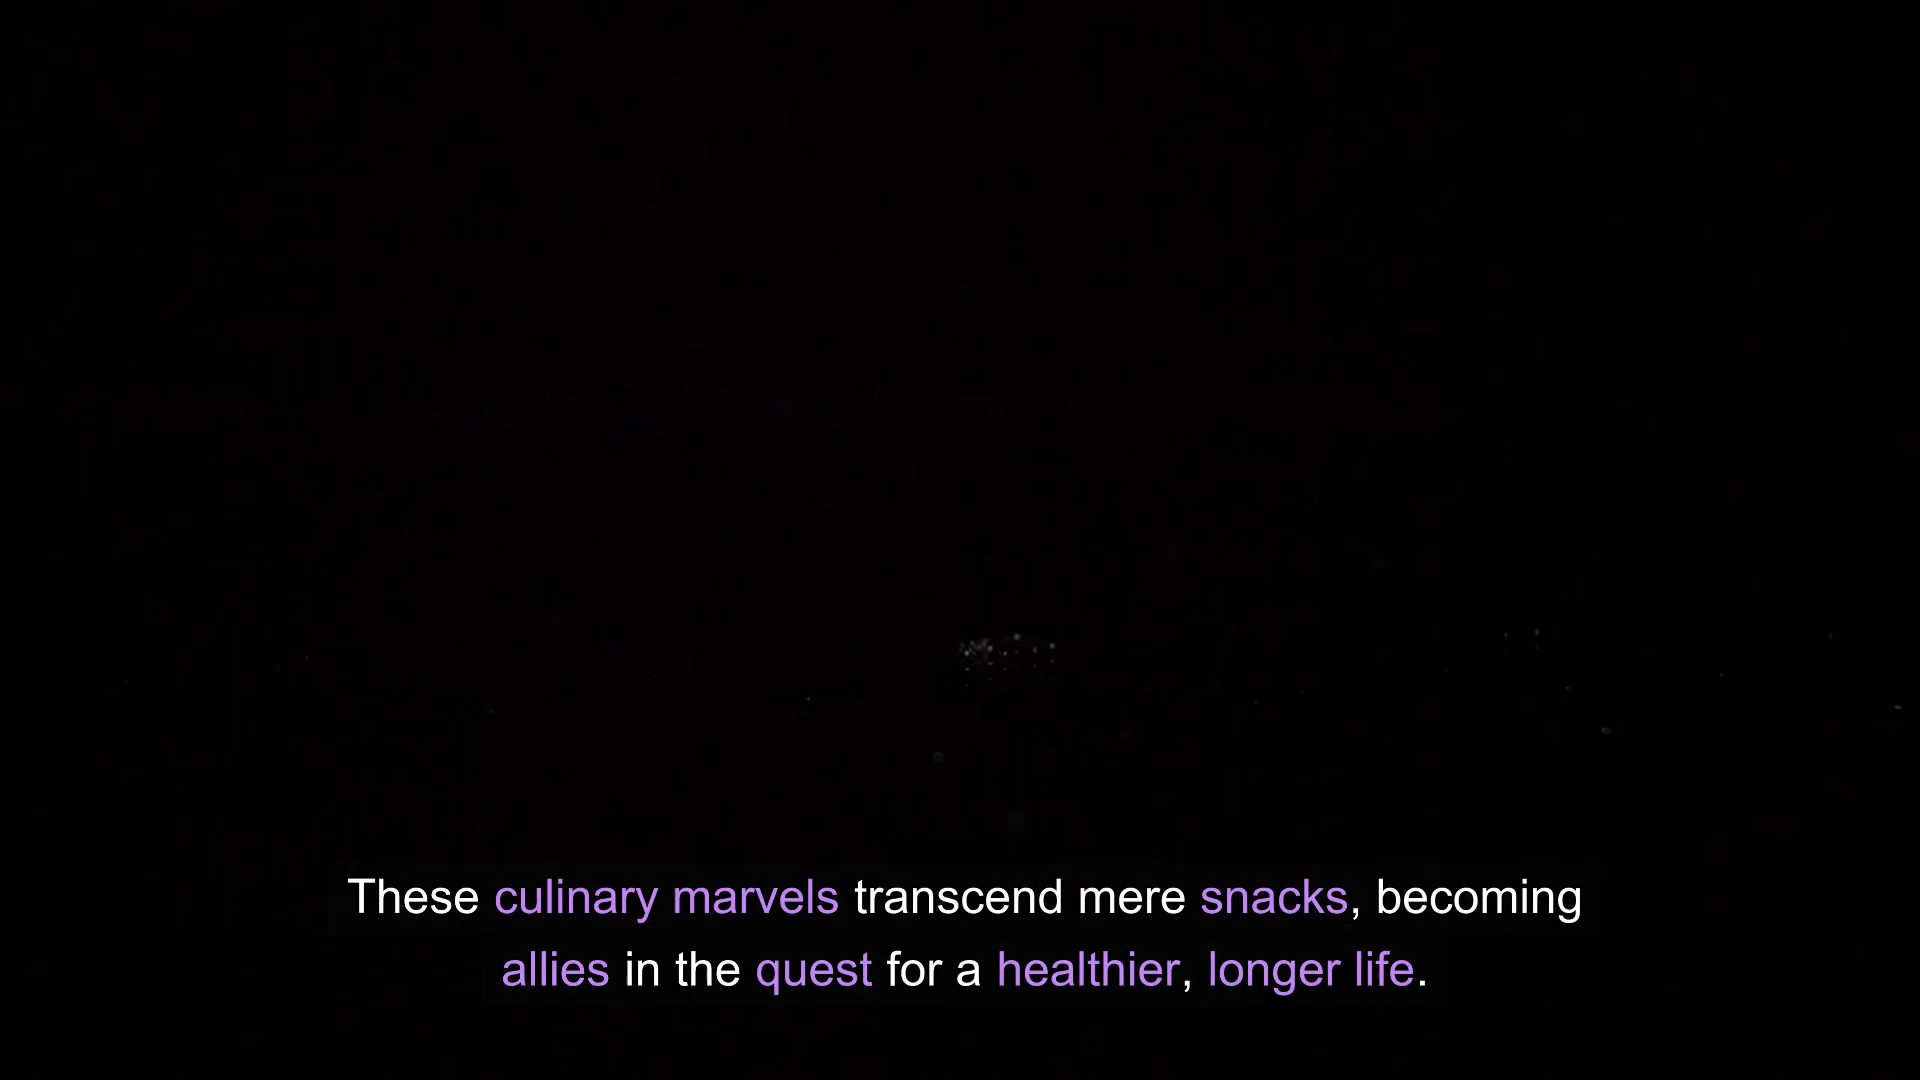 These culinary marvels transcend mere snacks, becoming
allies in the quest for a healthier, longer life.